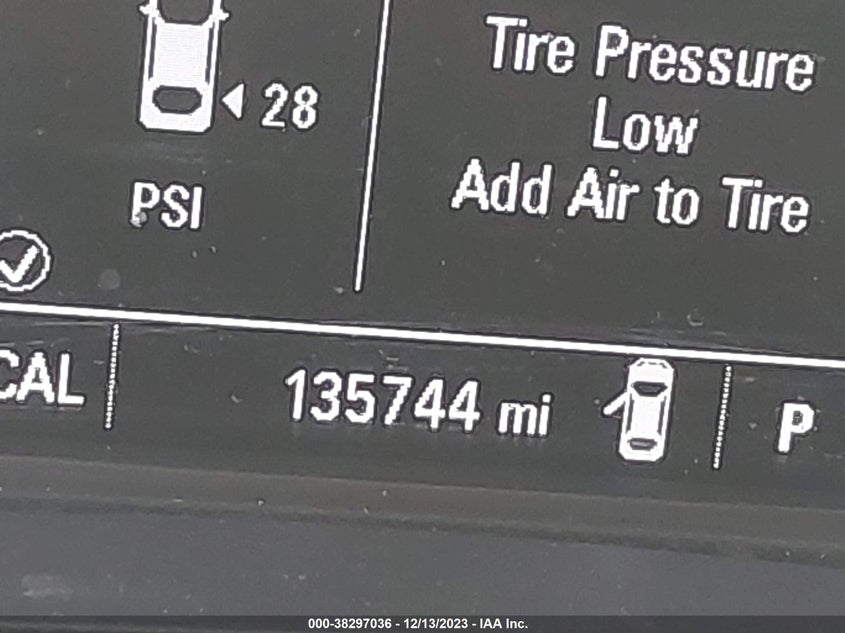 Tire Pressure
Low
Add Air to Tire
28
PSI
CAL
135744 mi
P
000-38297036 - 12/13/2023 - IAA Inc.